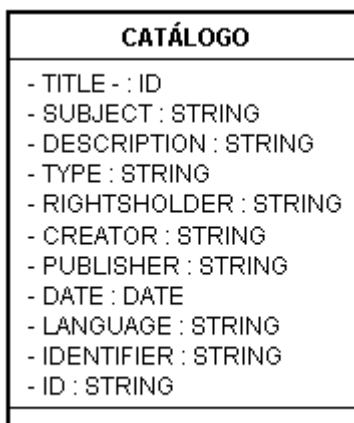 CATÁLOGO
- TITLE - : ID
- SUBJECT : STRING
- DESCRIPTION : STRING
- TYPE : STRING
- RIGHTSHOLDER : STRING
- CREATOR : STRING
- PUBLISHER : STRING
- DATE : DATE
- LANGUAGE : STRING
- IDENTIFIER : STRING
- ID : STRING